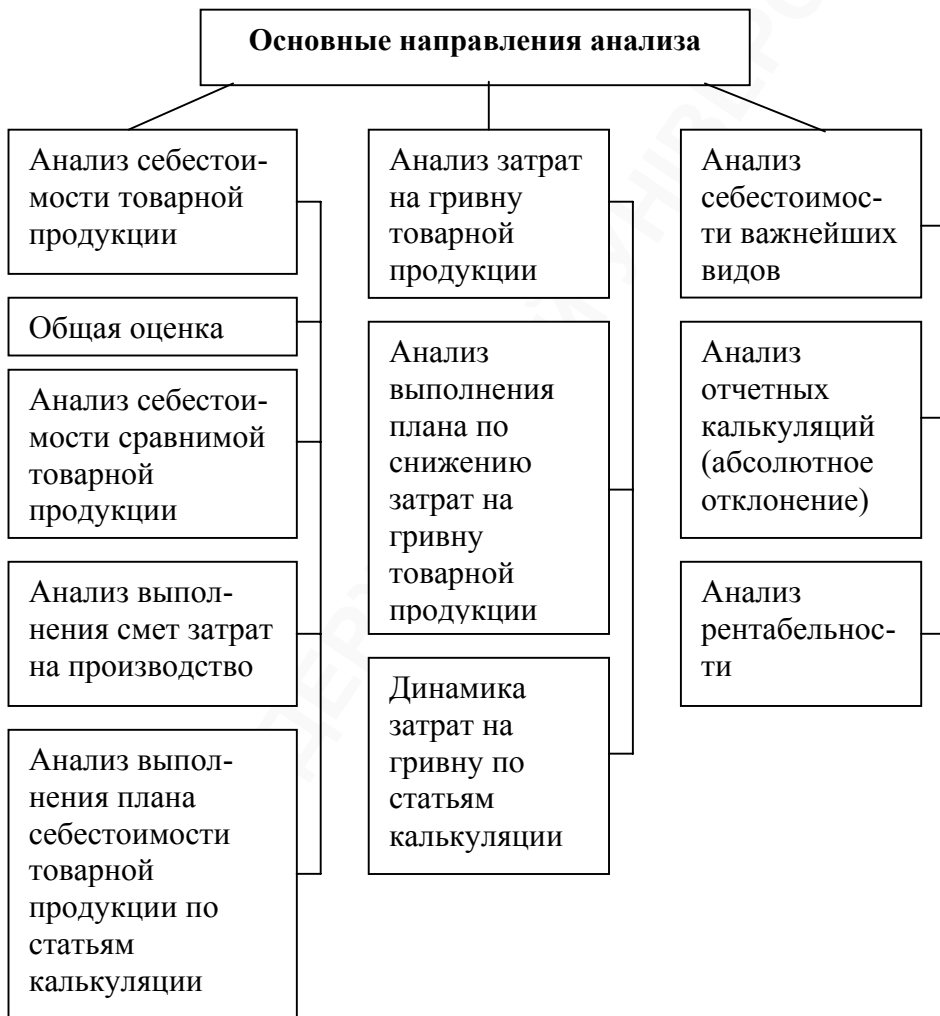 Основные направления анализа
Анализ себестои-
мости товарной
продукции
Общая оценка
Анализ себестои-
мости сравнимой
товарной
продукции
Анализ выпол-
нения смет затрат
на производство
Анализ выпол-
нения плана
себестоимости
товарной
продукции по
статьям
калькуляции
Анализ затрат
на гривну
товарной
продукции
Анализ
выполнения
плана по
снижению
затрат на
гривну
товарной
продукции
Динамика
затрат на
гривну по
статьям
калькуляции
Анализ
себестоимос-
ти важнейших
видов
Анализ
отчетных
калькуляций
(абсолютное
отклонение)
Анализ
рентабельнос-
ти